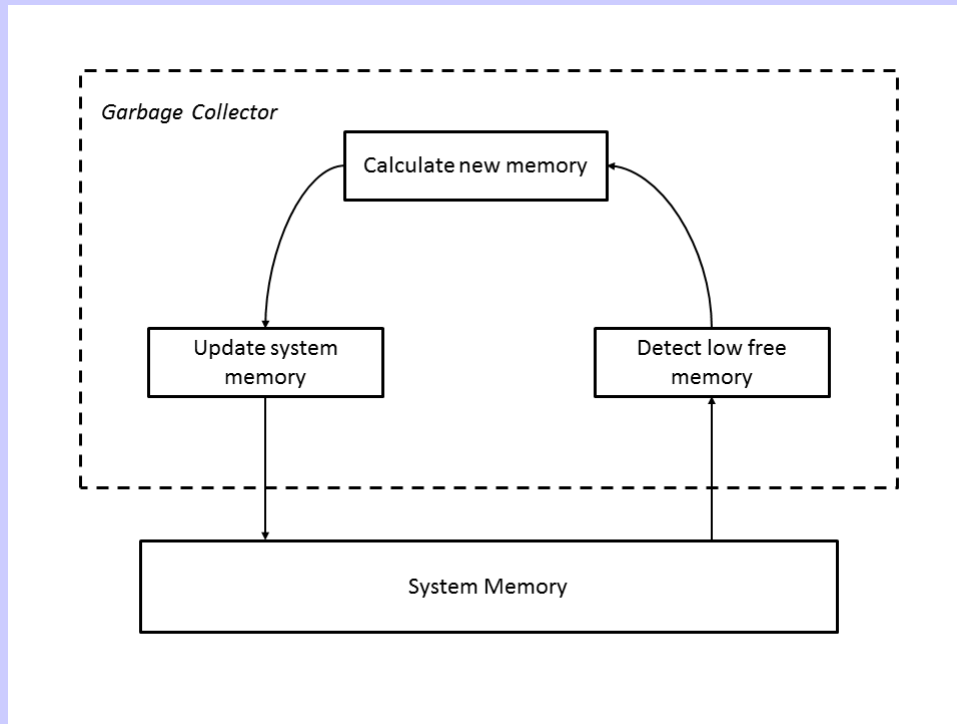 Garbage Collector
Calculate new memory
Update system
memory
Detect low free
memory
System Memory